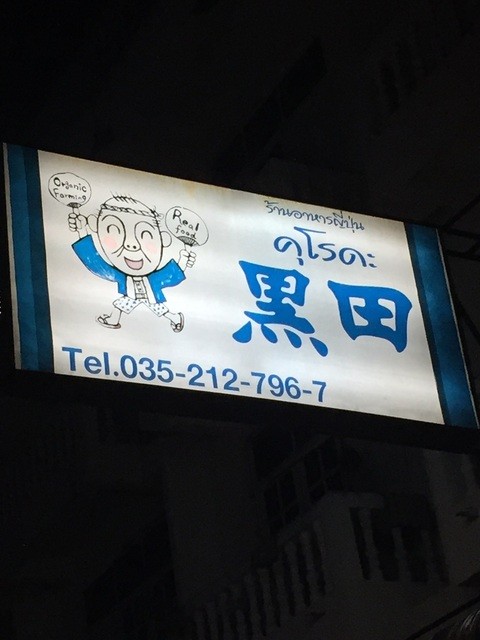 Organic
Farming
Real
food
ร้านอาหารญี่ปุ่น
คุโรดะ
黒田
Tel.035-212-796-7